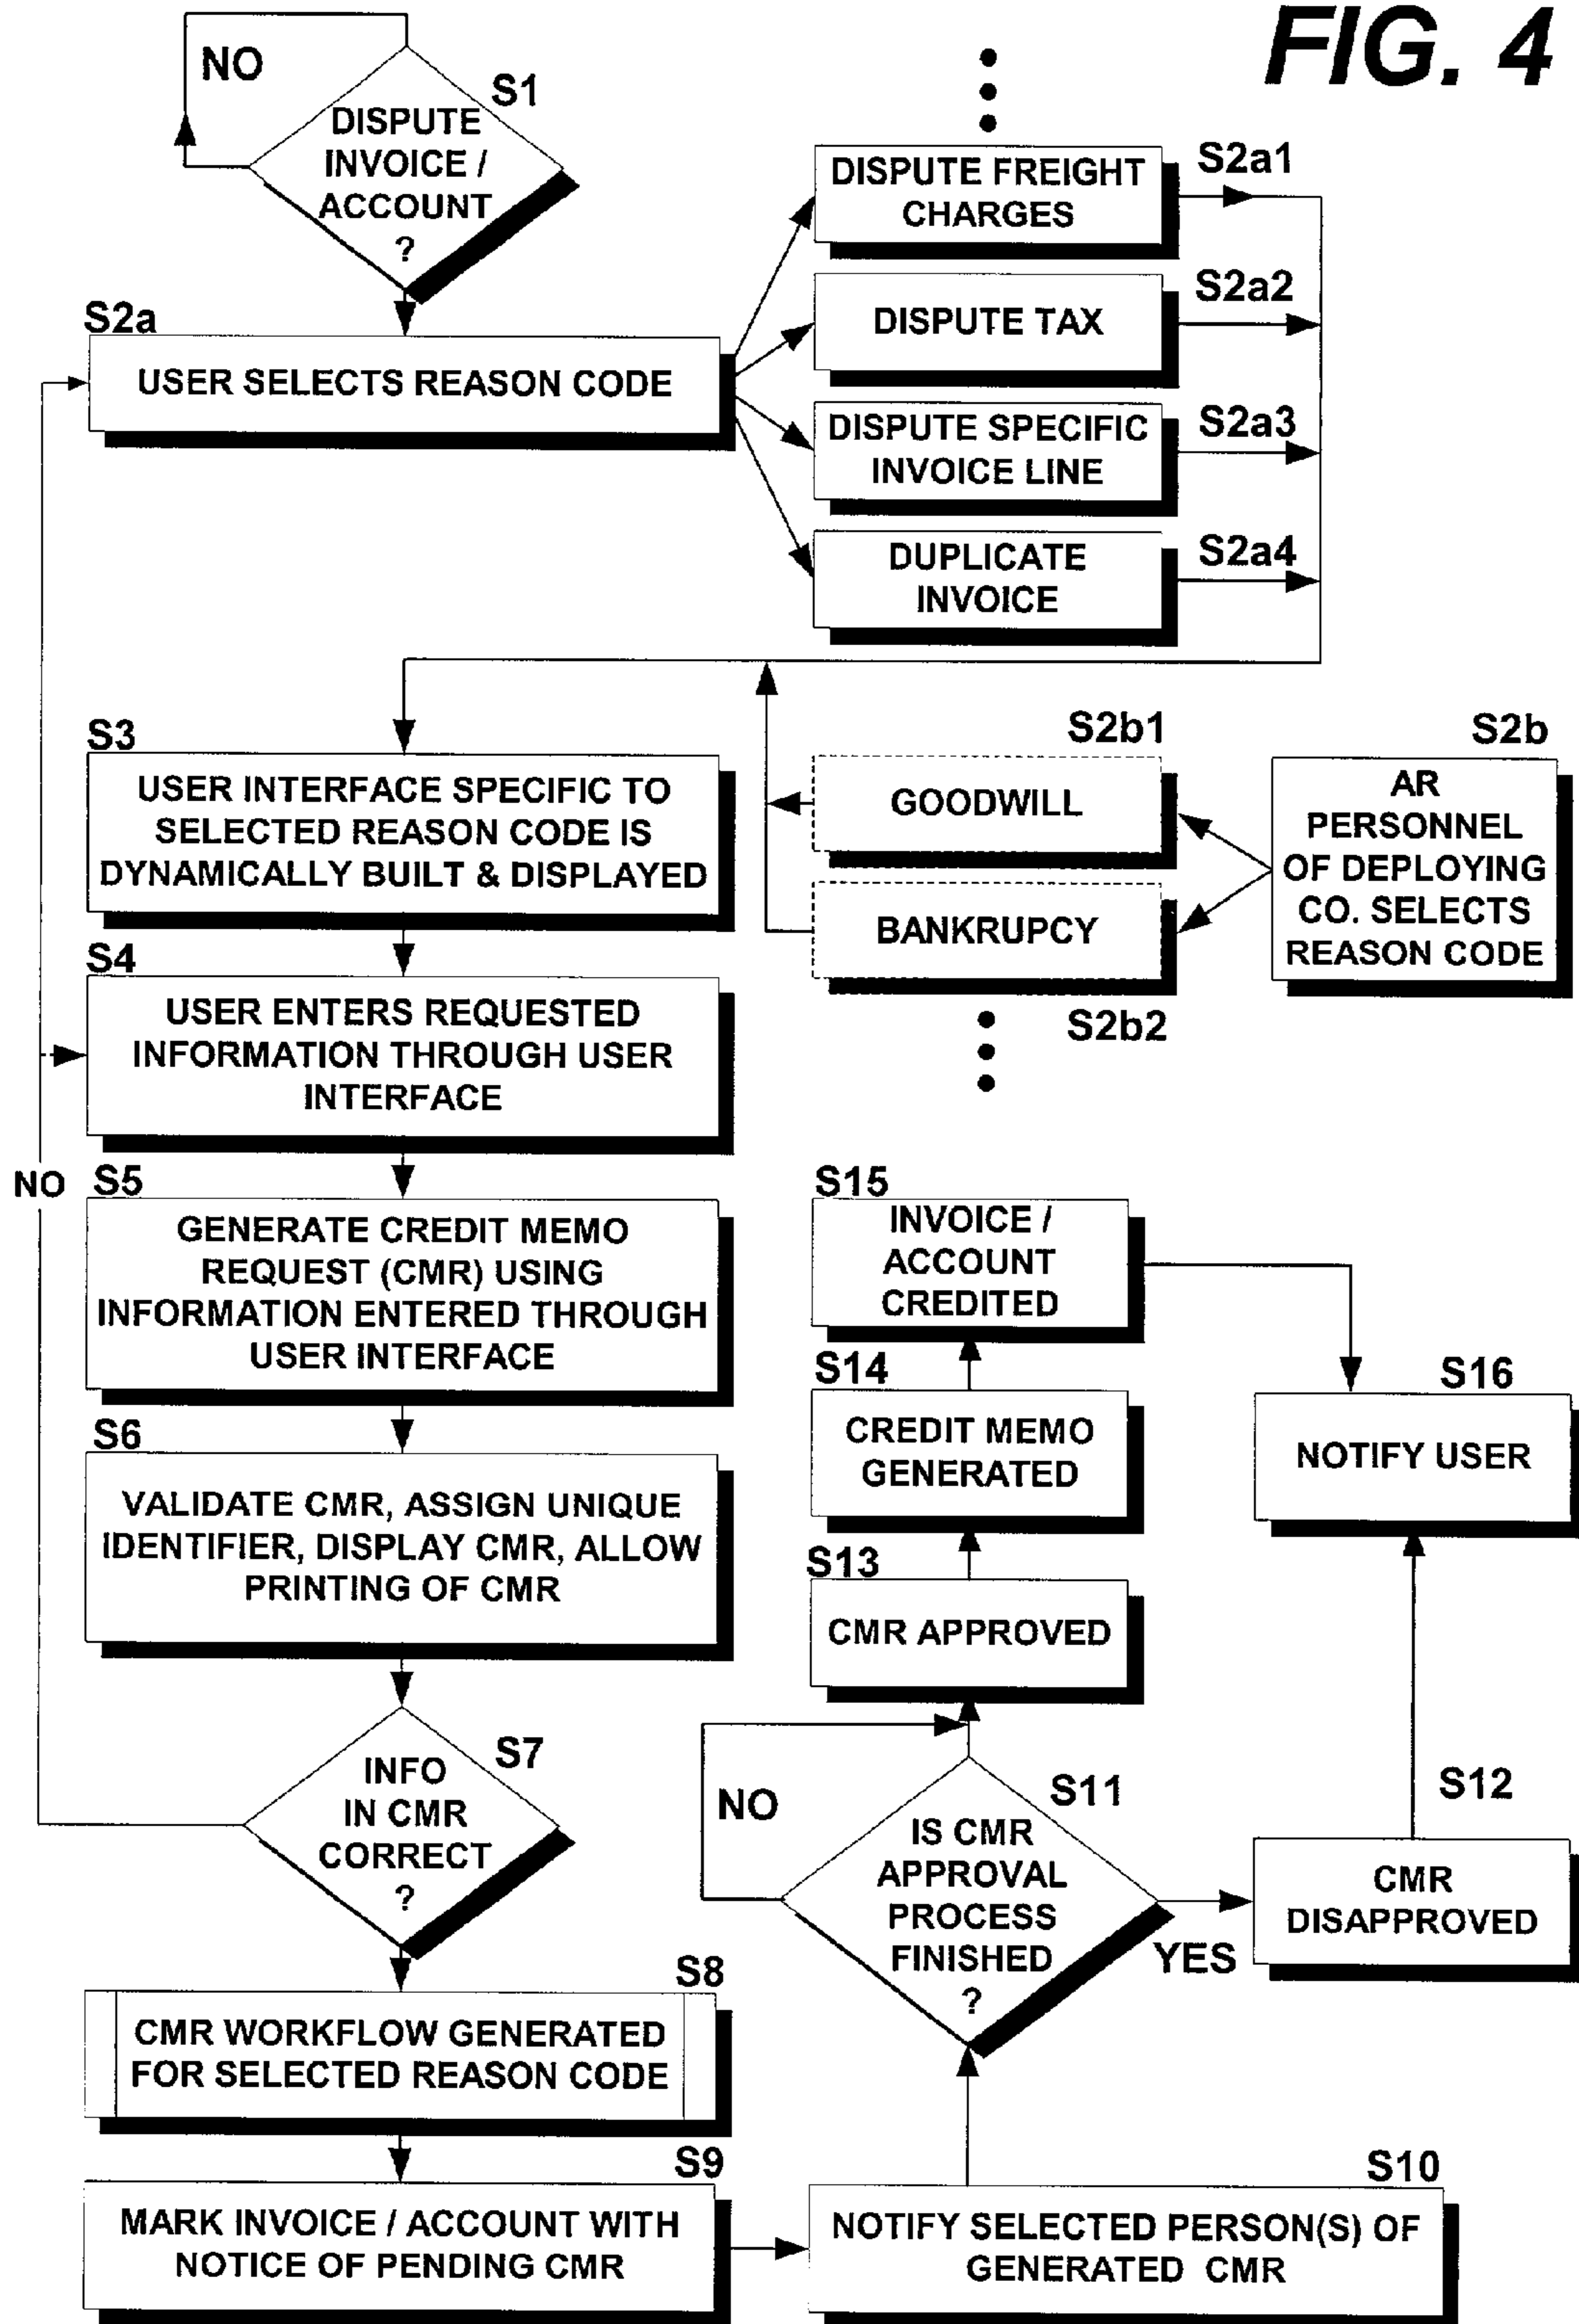 FIG. 4
NO
S1
DISPUTE
INVOICE /
ACCOUNT
?
S2a
USER SELECTS REASON CODE
DISPUTE FREIGHT
CHARGES
S2a1
DISPUTE TAX
S2a2
DISPUTE SPECIFIC
INVOICE LINE
S2a3
DUPLICATE
INVOICE
S2a4
S2b1
GOODWILL
BANKRUPCY
S2b2
S2b
AR
PERSONNEL
OF DEPLOYING
CO. SELECTS
REASON CODE
S3
USER INTERFACE SPECIFIC TO
SELECTED REASON CODE IS
DYNAMICALLY BUILT & DISPLAYED
S4
USER ENTERS REQUESTED
INFORMATION THROUGH USER
INTERFACE
NO
S5
GENERATE CREDIT MEMO
REQUEST (CMR) USING
INFORMATION ENTERED THROUGH
USER INTERFACE
S6
VALIDATE CMR, ASSIGN UNIQUE
IDENTIFIER, DISPLAY CMR, ALLOW
PRINTING OF CMR
S7
INFO
IN CMR
CORRECT
?
S8
CMR WORKFLOW GENERATED
FOR SELECTED REASON CODE
S9
MARK INVOICE / ACCOUNT WITH
NOTICE OF PENDING CMR
S10
NOTIFY SELECTED PERSON(S) OF
GENERATED CMR
S11
IS CMR
APPROVAL
PROCESS
FINISHED
?
NO
YES
S12
CMR
DISAPPROVED
S13
CMR APPROVED
S14
CREDIT MEMO
GENERATED
S15
INVOICE /
ACCOUNT
CREDITED
S16
NOTIFY USER